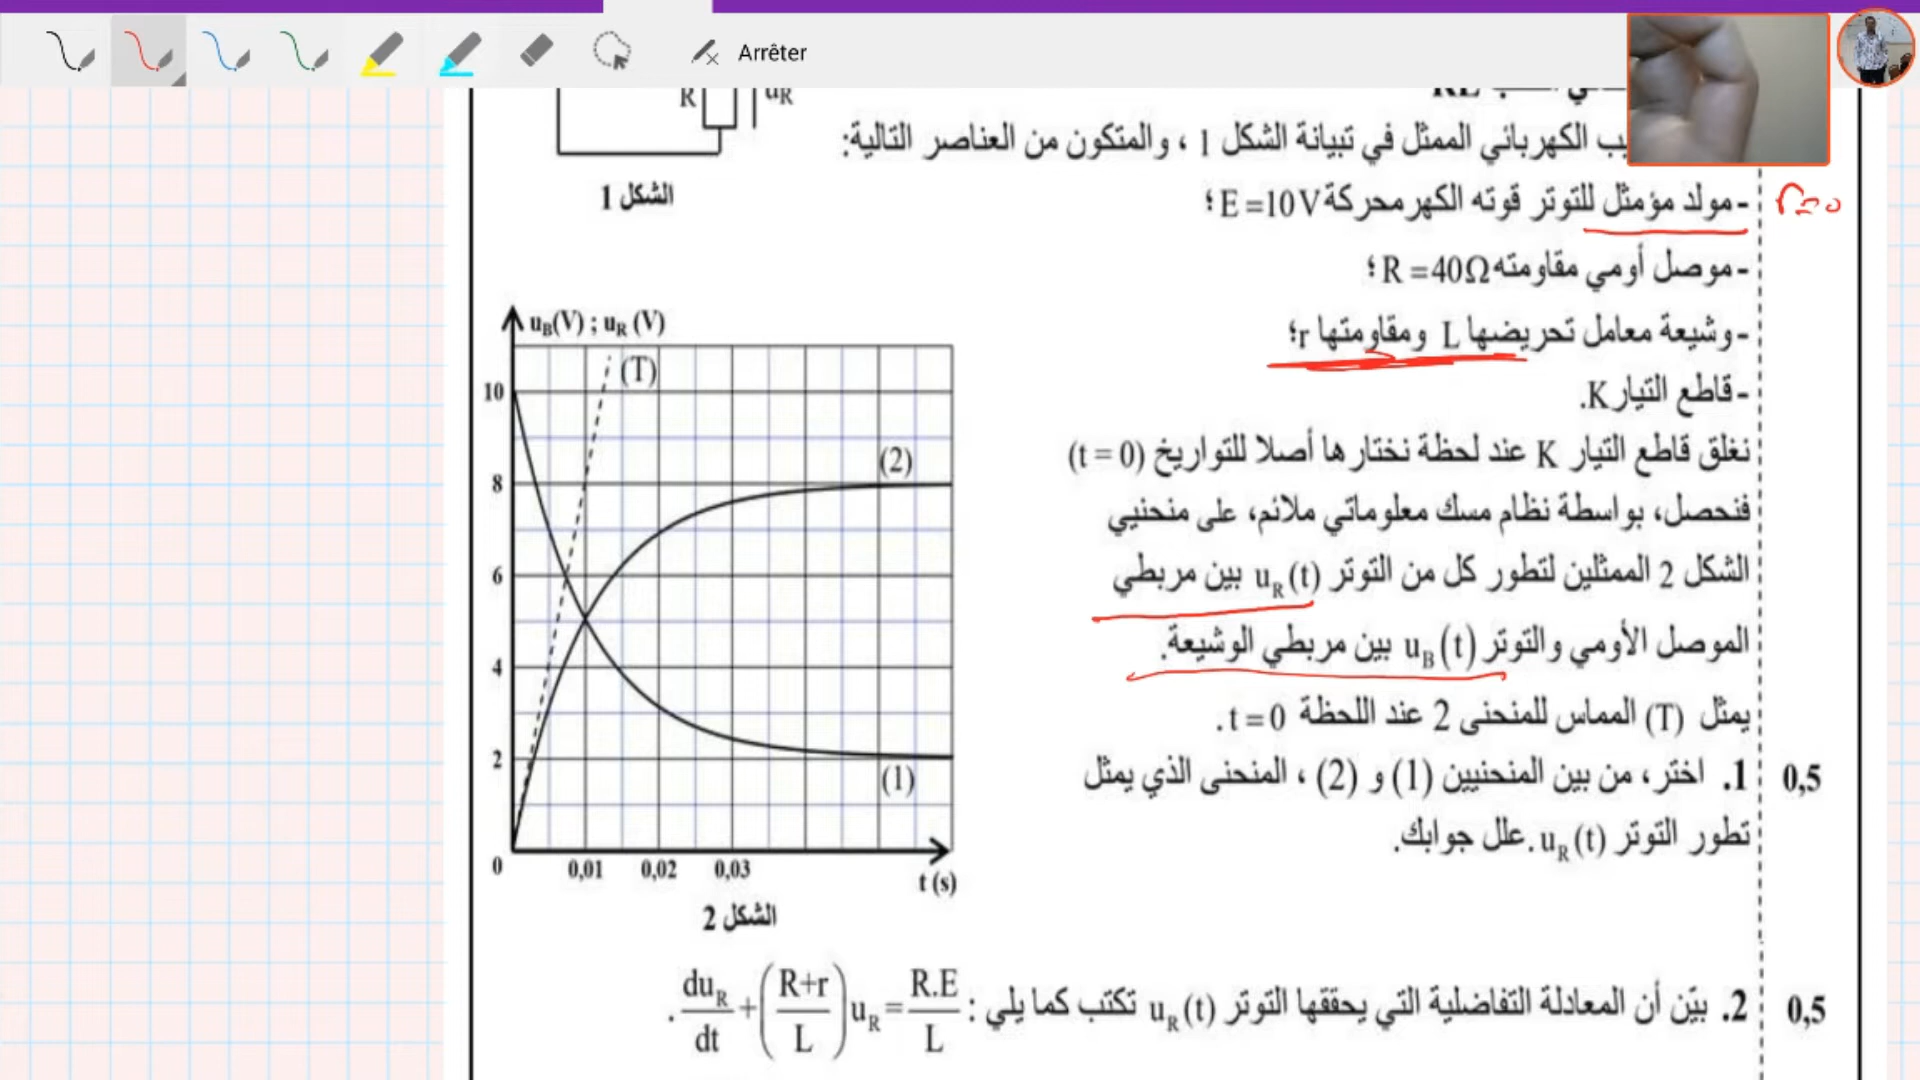 Arrêter
R
uR
RL
الكهربائي الممثل في تبيانة الشكل 1 ، والمتكون من العناصر التالية:
الشكل 1
- مولد مؤمثل للتوتر قوته الكهرمحركة E =10V ؛
r=0
- موصل أومي مقاومته R =40Ω ؛
- وشيعة معامل تحريضها L ومقاومتها r؛
- قاطع التيار K.
نغلق قاطع التيار K عند لحظة نختارها أصلا للتواريخ (t = 0)
فنحصل، بواسطة نظام مسك معلوماتي ملائم، على منحنيي
الشكل 2 الممثلين لتطور كل من التوتر uR(t) بين مربطي
الموصل الأومي والتوتر uB(t) بين مربطي الوشيعة.
يمثل (T) المماس للمنحنى 2 عند اللحظة t = 0 .
uB(V) ; uR (V)
(T)
10
(2)
8
6
4
2
(1)
0
0,01 0,02 0,03
t (s)
الشكل 2
0,5
1. اختر، من بين المنحنيين (1) و (2) ، المنحنى الذي يمثل
تطور التوتر uR(t) .علل جوابك.
0,5
2. بيّن أن المعادلة التفاضلية التي يحققها التوتر uR(t) تكتب كما يلي : duR/dt + (R+r/L) uR = R.E/L .